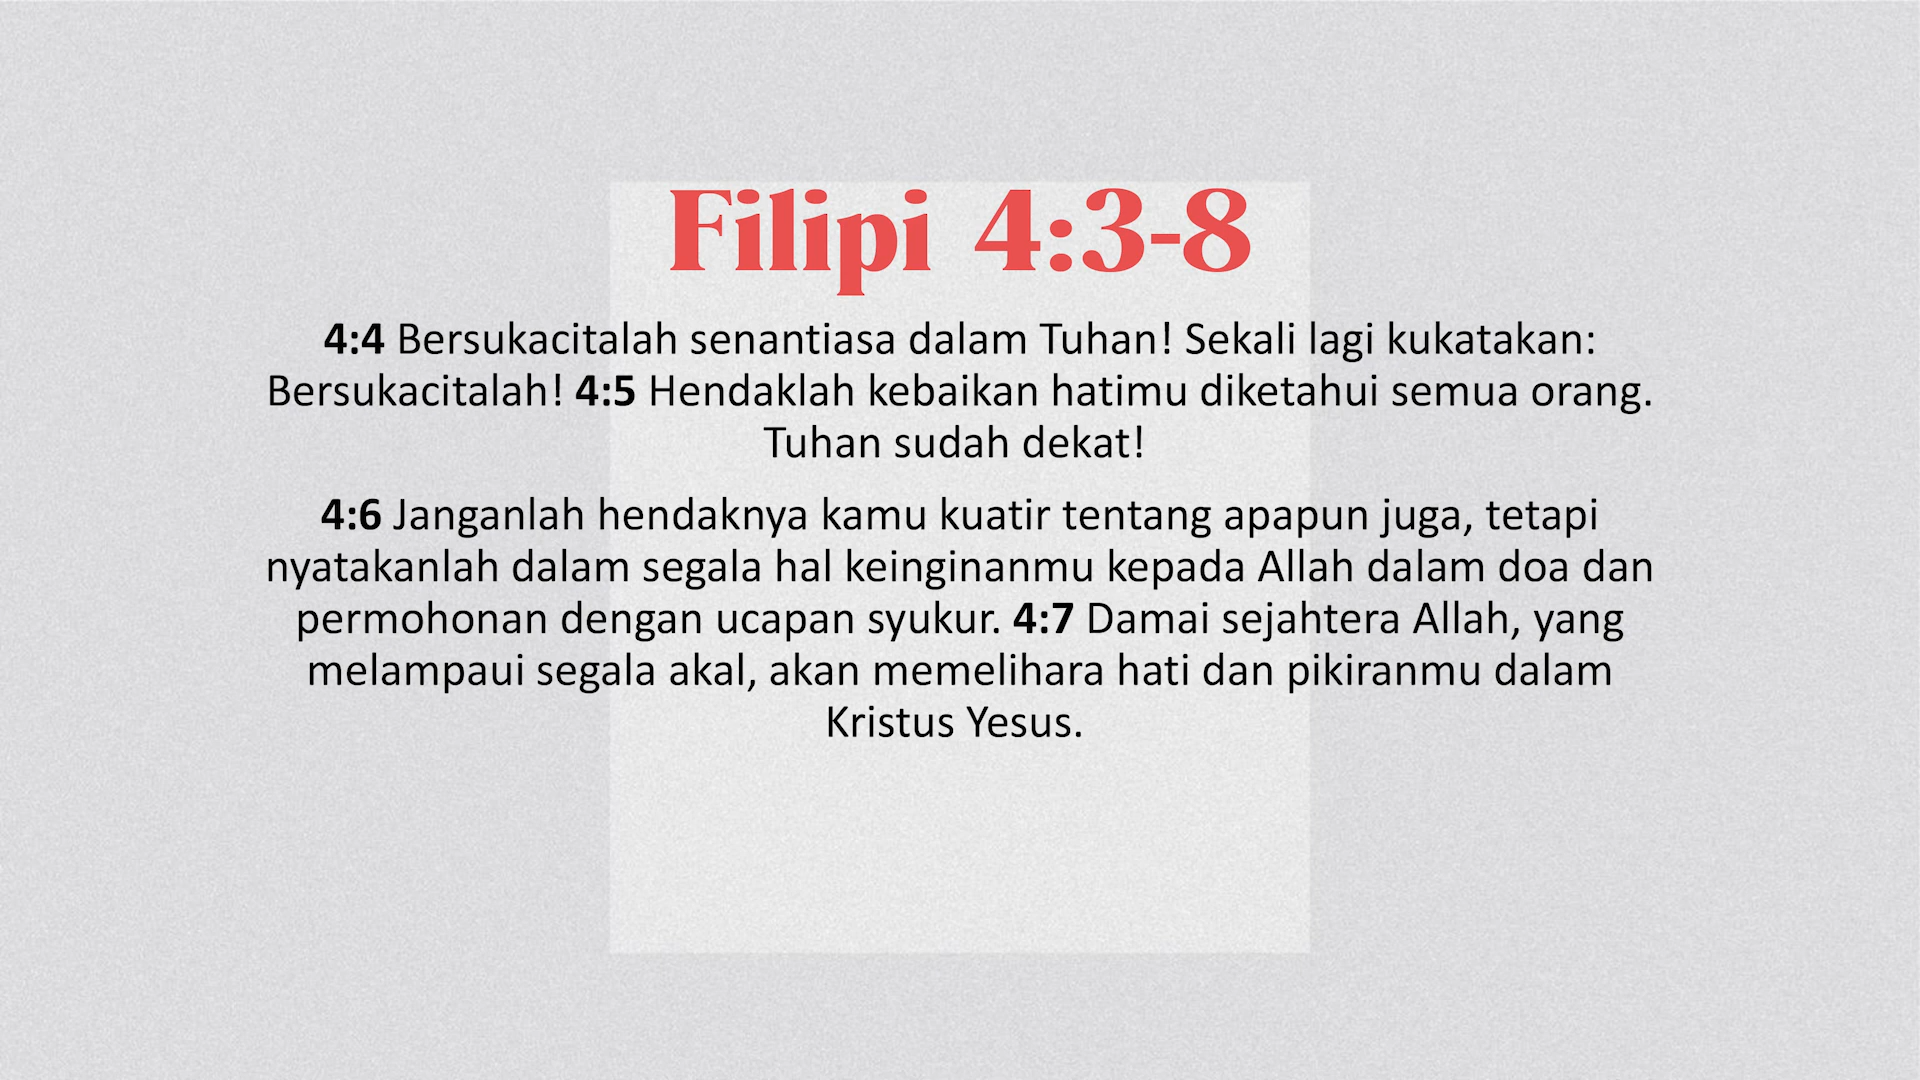 Filipi 4:3-8
4:4 Bersukacitalah senantiasa dalam Tuhan! Sekali lagi kukatakan:
Bersukacitalah! 4:5 Hendaklah kebaikan hatimu diketahui semua orang.
Tuhan sudah dekat!
4:6 Janganlah hendaknya kamu kuatir tentang apapun juga, tetapi
nyatakanlah dalam segala hal keinginanmu kepada Allah dalam doa dan
permohonan dengan ucapan syukur. 4:7 Damai sejahtera Allah, yang
melampaui segala akal, akan memelihara hati dan pikiranmu dalam
Kristus Yesus.